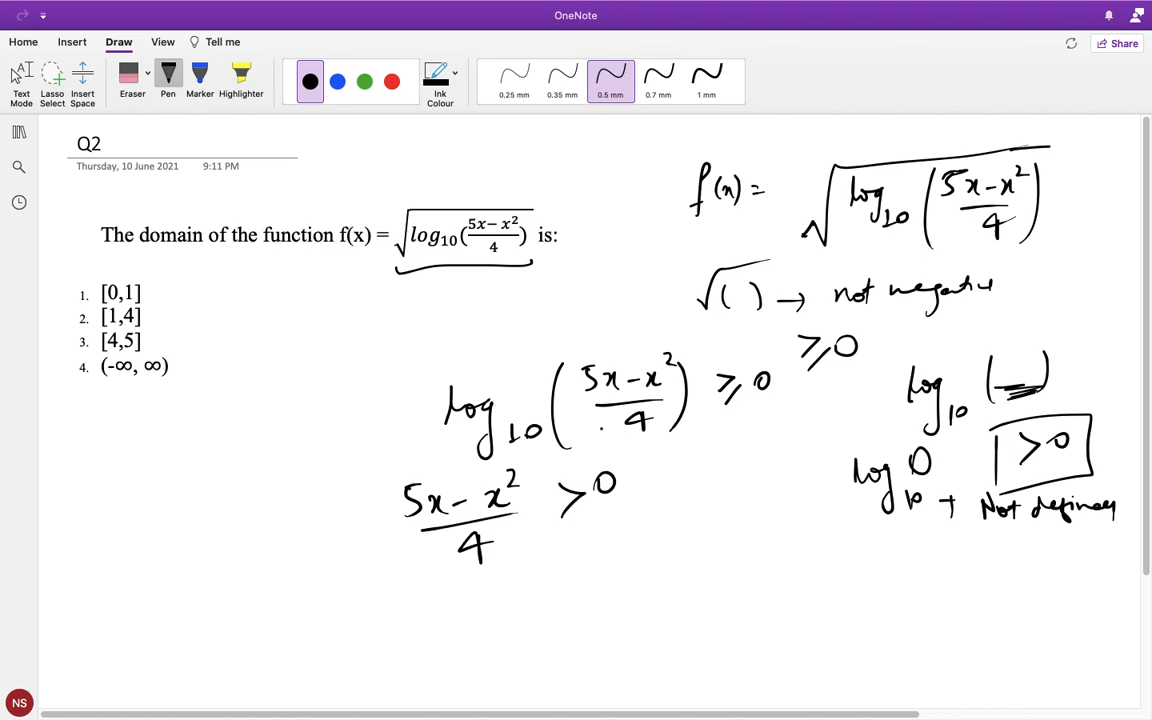 OneNote
Home Insert Draw View Tell me
Share
Text Mode
Lasso Select
Insert Space
Eraser
Pen
Marker
Highlighter
Ink Colour
0.25 mm
0.35 mm
0.5 mm
0.7 mm
1 mm
Q2
Thursday, 10 June 2021 9:11 PM
The domain of the function f(x) = √(log10((5x− x²)/4)) is:
1. [0,1]
2. [1,4]
3. [4,5]
4. (-∞, ∞)
f(x) = √(log10((5x-x²)/4))
√( ) → not negative
≥0
log10((5x-x²)/4) ≥ 0
log10(
>0
(5x-x²)/4 > 0
log10 0
Not defined
NS